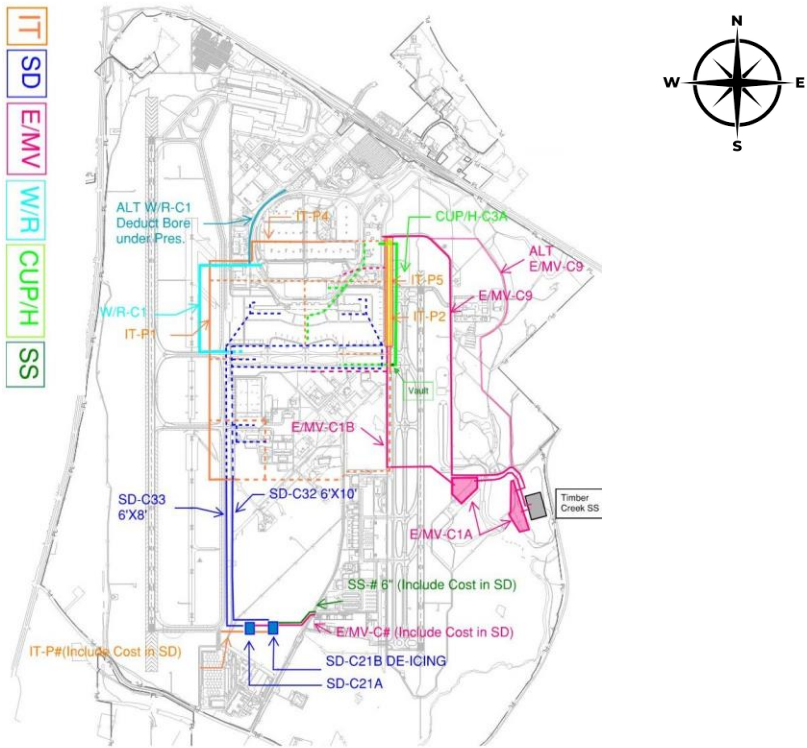 IT
SD
E/MV
W/R
CUP/H
SS
N
W
E
S
ALT W/R-C1
Deduct Bore
under Pres.
IT-P4
CUP/H-C3A
ALT
E/MV-C9
IT-P5
E/MV-C9
W/R-C1
IT-P2
IT-P1
Vault
E/MV-C1B
SD-C33
6'X8'
SD-C32 6'X10'
Timber
Creek SS
E/MV-C1A
SS-# 6" (Include Cost in SD)
E/MV-C# (Include Cost in SD)
IT-P#(Include Cost in SD)
SD-C21B DE-ICING
SD-C21A